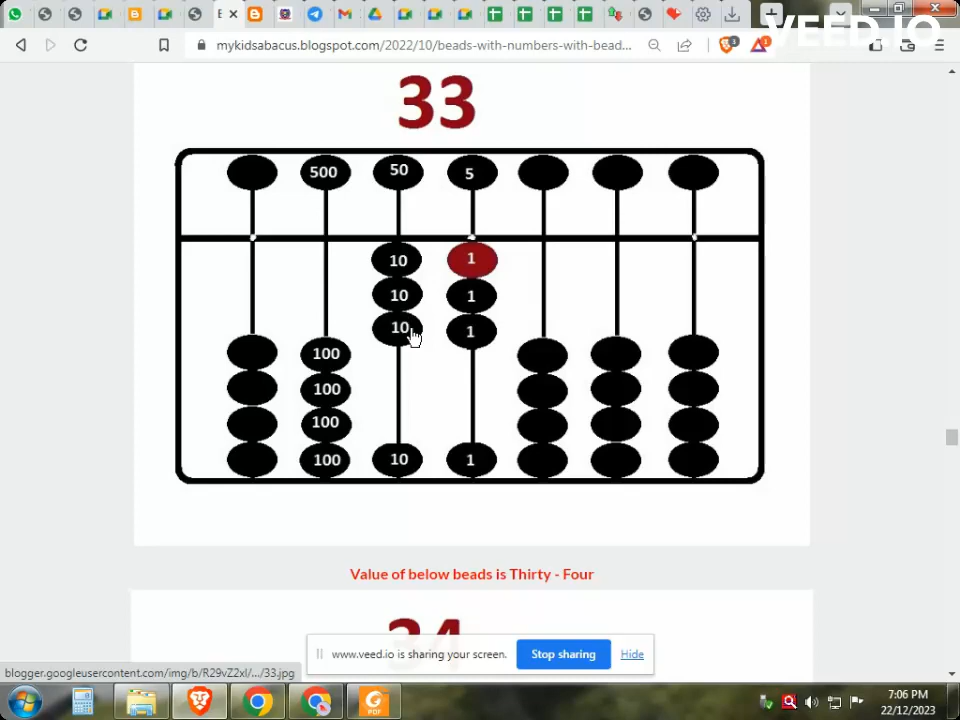 VEED.IO
mykidsabacus.blogspot.com/2022/10/beads-with-numbers-with-bead...
33
500 50 5
10 1
10 1
10 1
100
100
100
100 10 1
Value of below beads is Thirty - Four
34
www.veed.io is sharing your screen. Stop sharing Hide
blogger.googleusercontent.com/img/b/R29vZ2xl/.../33.jpg
7:06 PM
22/12/2023